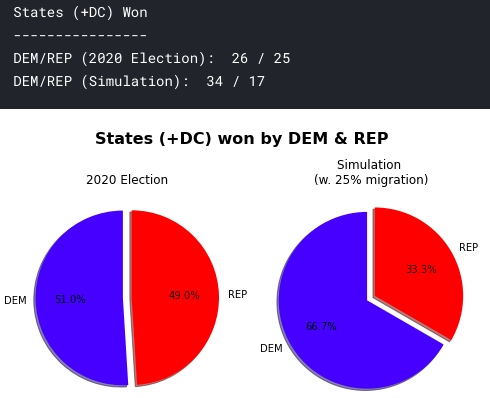 States (+DC) Won
----------------
DEM/REP (2020 Election):  26 / 25
DEM/REP (Simulation):  34 / 17
States (+DC) won by DEM & REP
2020 Election
Simulation
(w. 25% migration)
DEM
51.0%
49.0%
REP
REP
33.3%
66.7%
DEM